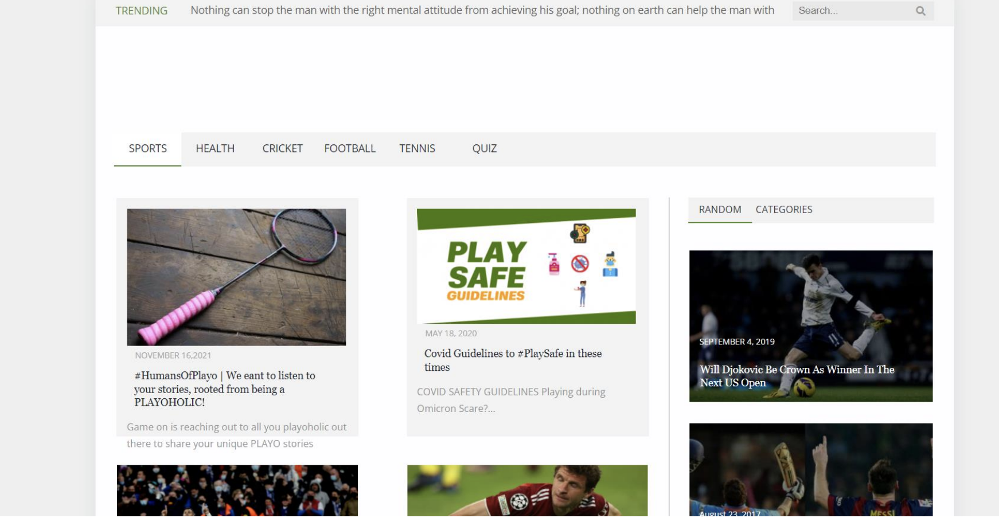 TRENDING
Nothing can stop the man with the right mental attitude from achieving his goal; nothing on earth can help the man with
Search...
SPORTS
HEALTH
CRICKET
FOOTBALL
TENNIS
QUIZ
PLAY
SAFE
GUIDELINES
NOVEMBER 16,2021
#HumansOfPlayo | We eant to listen to
your stories, rooted from being a
PLAYOHOLIC!
Game on is reaching out to all you playoholic out
there to share your unique PLAYO stories
MAY 18, 2020
Covid Guidelines to #PlaySafe in these
times
COVID SAFETY GUIDELINES Playing during
Omicron Scare?...
RANDOM
CATEGORIES
11
SEPTEMBER 4, 2019
Will Djokovic Be Crown As Winner In The
Next US Open
MESSI
August 23, 2017